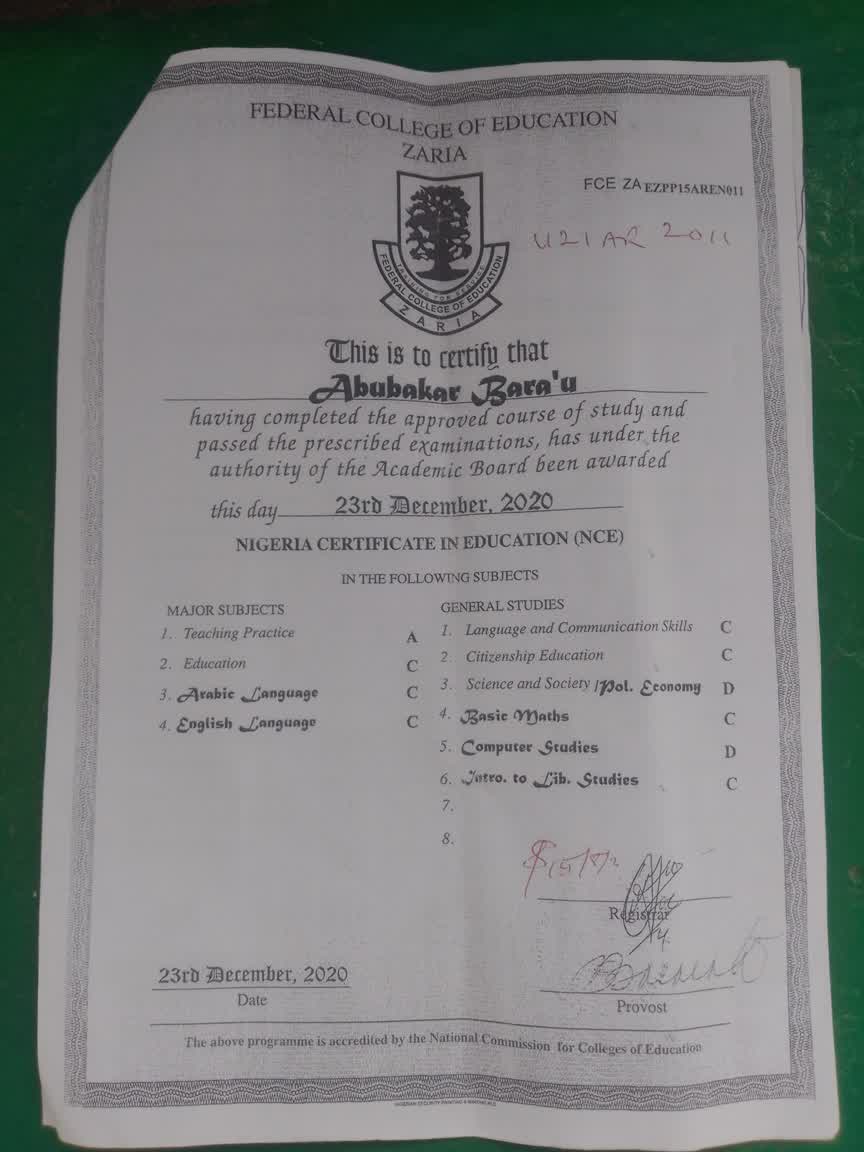 FEDERAL COLLEGE OF EDUCATION
ZARIA
FCE ZA EZPP15AREN011
U21AR 2011
TRAINING FOR SERVICE
FEDERAL COLLEGE OF EDUCATION
ZARIA
This is to certify that
Abubakar Bara'u
having completed the approved course of study and
passed the prescribed examinations, has under the
authority of the Academic Board been awarded
this day 23rd December, 2020
NIGERIA CERTIFICATE IN EDUCATION (NCE)
IN THE FOLLOWING SUBJECTS
MAJOR SUBJECTS
1. Teaching Practice A
2. Education C
3. Arabic Language C
4. English Language C
GENERAL STUDIES
1. Language and Communication Skills C
2. Citizenship Education C
3. Science and Society /Pol. Economy D
4. Basic Maths C
5. Computer Studies D
6. Intro. to Lib. Studies C
7.
8.
Registrar
23rd December, 2020
Date
Provost
The above programme is accredited by the National Commission for Colleges of Education